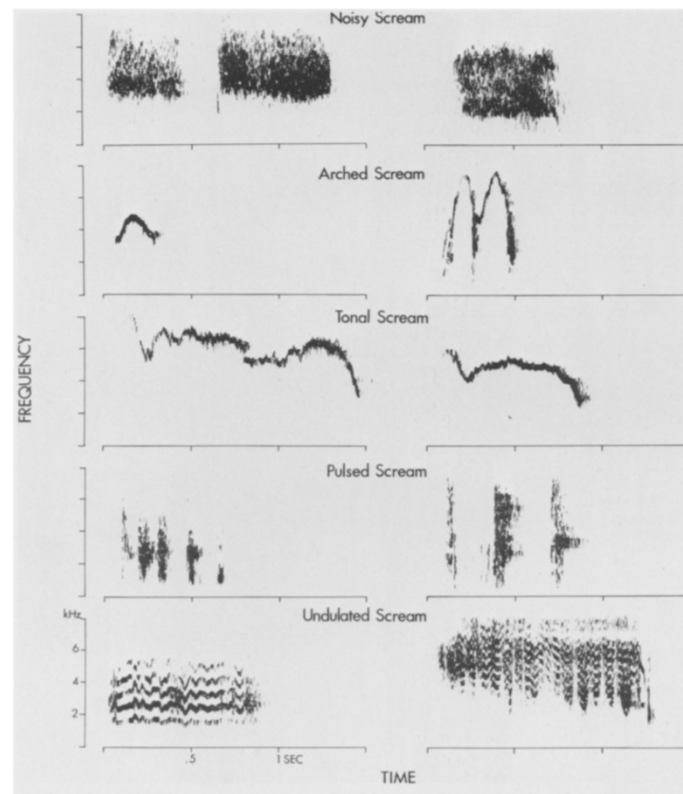 Noisy Scream
Arched Scream
Tonal Scream
FREQUENCY
Pulsed Scream
Undulated Scream
kHz
6
4
2
.5
1 SEC
TIME